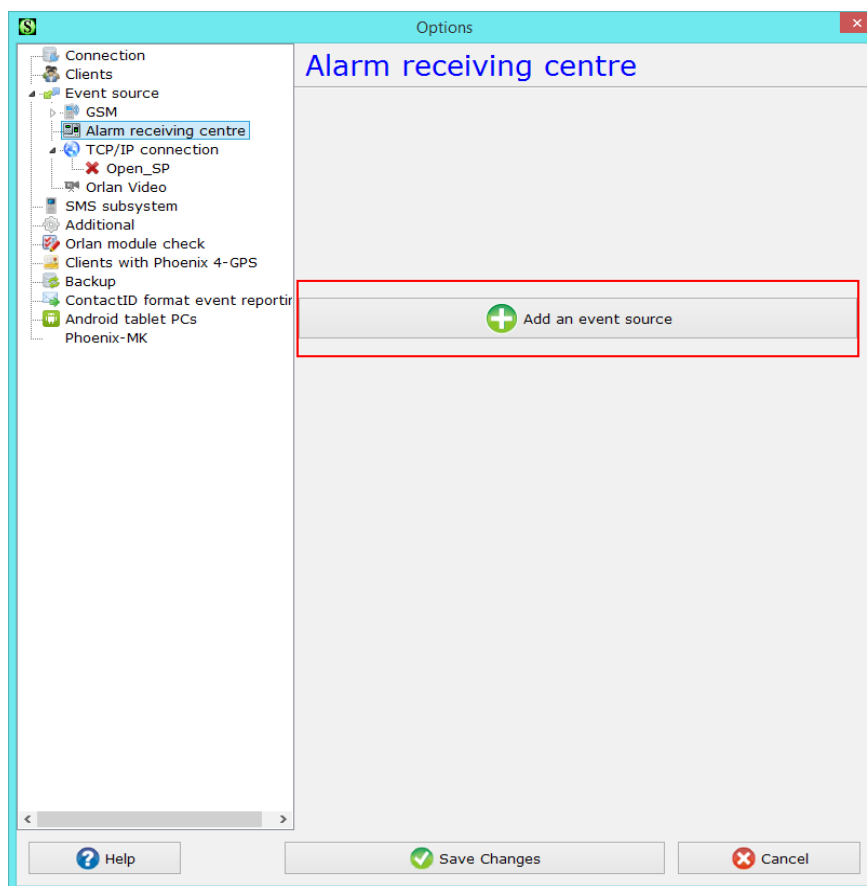 S
Options
Connection
Clients
Event source
GSM
Alarm receiving centre
TCP/IP connection
Open_SP
Orlan Video
SMS subsystem
Additional
Orlan module check
Clients with Phoenix 4-GPS
Backup
ContactID format event reportir
Android tablet PCs
Phoenix-MK
Alarm receiving centre
Add an event source
Help
Save Changes
Cancel